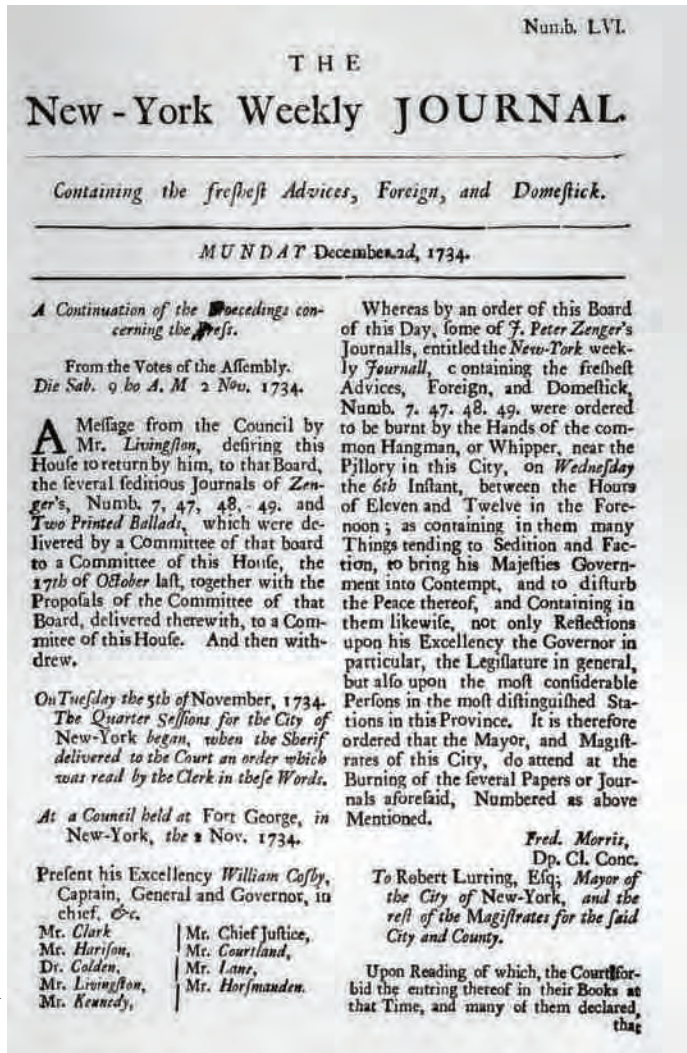 Numb. LVI.
THE
New-York Weekly JOURNAL.
Containing the freſheſt Advices, Foreign, and Domeſtick.
MUNDAY December 2d, 1734.
A Continuation of the Proecedings con-
cerning the Preſs.
From the Votes of the Aſſembly.
Die Sab. 9 ho A. M 2 Nov. 1734.
A Meſſage from the Council by
Mr. Livingſton, deſiring this
Houſe to return by him, to that Board,
the ſeveral ſeditious Journals of Zen-
ger's, Numb. 7, 47, 48, 49. and
Two Printed Ballads, which were de-
livered by a Committee of that board
to a Committee of this Houſe, the
17th of October laſt, together with the
Propoſals of the Committee of that
Board, delivered therewith, to a Com-
mitee of this Houſe. And then with-
drew.
On Tueſday the 5th of November, 1734.
The Quarter Seſſions for the City of
New-York began, when the Sherif
delivered to the Court an order which
was read by the Clerk in theſe Words.
At a Council held at Fort George, in
New-York, the 2 Nov. 1734.
Preſent his Excellency William Coſby,
Captain, General and Governor, in
chief, &c.
Mr. Clark
Mr. Hariſon,
Dr. Colden,
Mr. Livingſton,
Mr. Kennedy,
Mr. Chief Juſtice,
Mr. Courtland,
Mr. Lane,
Mr. Horſmanden.
Whereas by an order of this Board
of this Day, ſome of J. Peter Zenger's
Journalls, entitled the New-York week-
ly Journall, containing the freſheſt
Advices, Foreign, and Domeſtick,
Numb. 7. 47. 48. 49. were ordered
to be burnt by the Hands of the com-
mon Hangman, or Whipper, near the
Pillory in this City, on Wedneſday
the 6th Inſtant, between the Hours
of Eleven and Twelve in the Fore-
noon; as containing in them many
Things tending to Sedition and Fac-
tion, to bring his Majeſties Govern-
ment into Contempt, and to diſturb
the Peace thereof, and Containing in
them likewiſe, not only Reflections
upon his Excellency the Governor in
particular, the Legiſlature in general,
but alſo upon the moſt conſiderable
Perſons in the moſt diſtinguiſhed Sta-
tions in this Province. It is therefore
ordered that the Mayor, and Magiſt-
rates of this City, do attend at the
Burning of the ſeveral Papers or Jour-
nals aforeſaid, Numbered as above
Mentioned.
Fred. Morris,
Dp. Cl. Conc.
To Robert Lurting, Eſq; Mayor of
the City of New-York, and the
reſt of the Magiſtrates for the ſaid
City and County.
Upon Reading of which, the Court for-
bid the entring thereof in their Books at
that Time, and many of them declared,
that